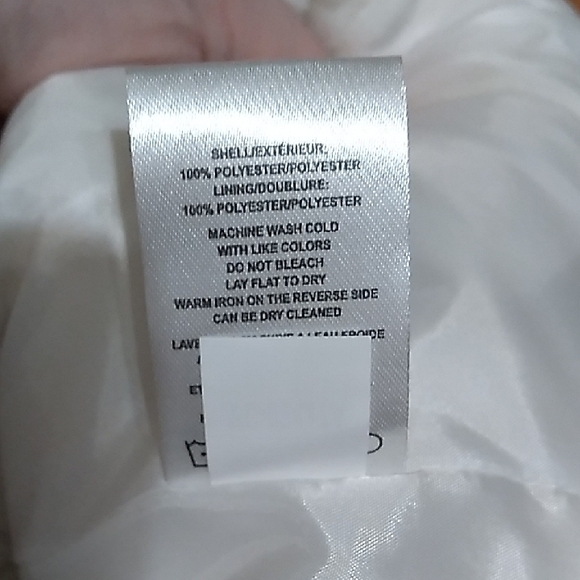 SHELL/EXTÉRIEUR:
100% POLYESTER/POLYESTER
LINING/DOUBLURE:
100% POLYESTER/POLYESTER
MACHINE WASH COLD
WITH LIKE COLORS
DO NOT BLEACH
LAY FLAT TO DRY
WARM IRON ON THE REVERSE SIDE
CAN BE DRY CLEANED